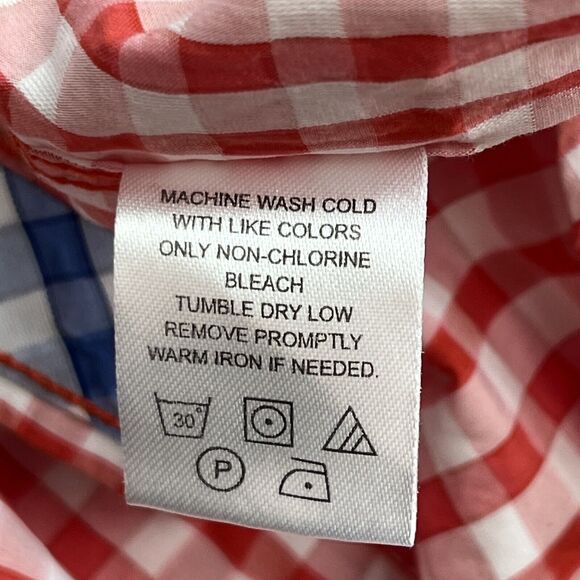 MACHINE WASH COLD
WITH LIKE COLORS
ONLY NON-CHLORINE
BLEACH
TUMBLE DRY LOW
REMOVE PROMPTLY
WARM IRON IF NEEDED.
30°
P